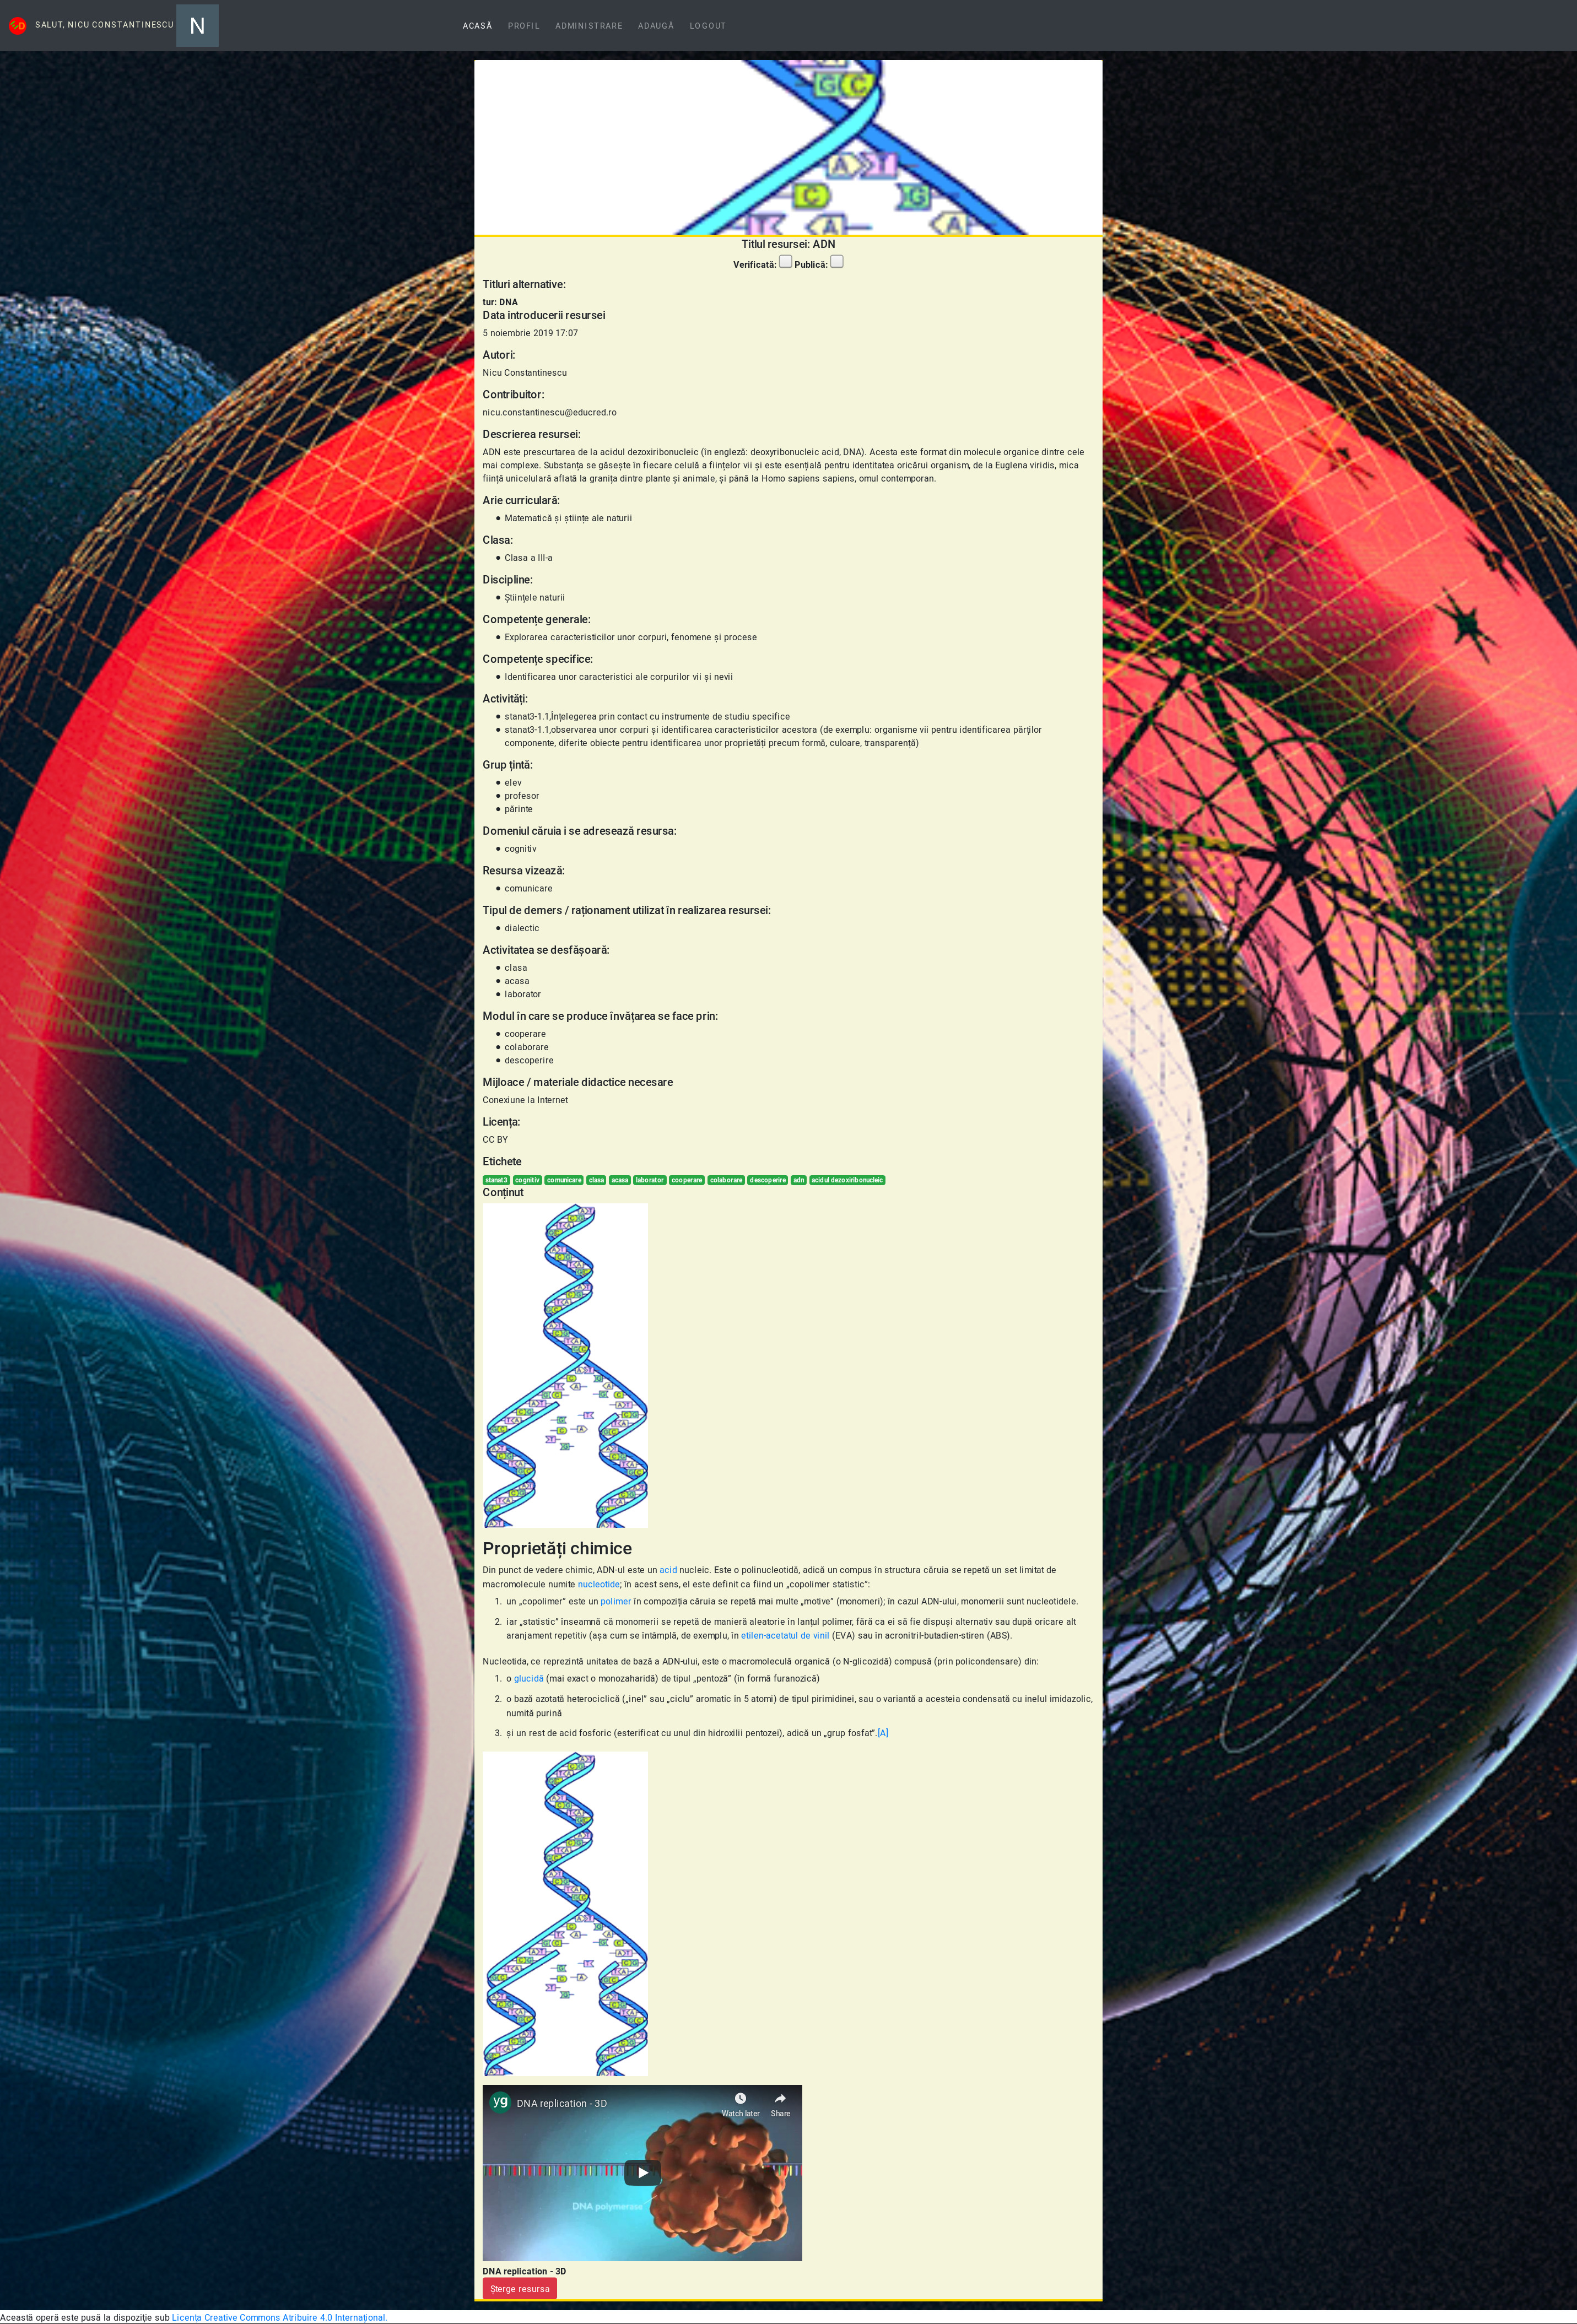 SALUT, NICU CONSTANTINESCU N ACASĂ PROFIL ADMINISTRARE ADAUGĂ LOGOUT
G C
A T
C G
A A
Titlul resursei: ADN
Verificată: Publică:
Titluri alternative:
tur: DNA
Data introducerii resursei
5 noiembrie 2019 17:07
Autori:
Nicu Constantinescu
Contribuitor:
nicu.constantinescu@educred.ro
Descrierea resursei:
ADN este prescurtarea de la acidul dezoxiribonucleic (în engleză: deoxyribonucleic acid, DNA). Acesta este format din molecule organice dintre cele
mai complexe. Substanța se găsește în fiecare celulă a ființelor vii și este esențială pentru identitatea oricărui organism, de la Euglena viridis, mica
ființă unicelulară aflată la granița dintre plante și animale, și până la Homo sapiens sapiens, omul contemporan.
Arie curriculară:
Matematică și științe ale naturii
Clasa:
Clasa a III-a
Discipline:
Științele naturii
Competențe generale:
Explorarea caracteristicilor unor corpuri, fenomene și procese
Competențe specifice:
Identificarea unor caracteristici ale corpurilor vii și nevii
Activități:
stanat3-1.1,Înțelegerea prin contact cu instrumente de studiu specifice
stanat3-1.1,observarea unor corpuri și identificarea caracteristicilor acestora (de exemplu: organisme vii pentru identificarea părților
componente, diferite obiecte pentru identificarea unor proprietăți precum formă, culoare, transparență)
Grup țintă:
elev
profesor
părinte
Domeniul căruia i se adresează resursa:
cognitiv
Resursa vizează:
comunicare
Tipul de demers / raționament utilizat în realizarea resursei:
dialectic
Activitatea se desfășoară:
clasa
acasa
laborator
Modul în care se produce învățarea se face prin:
cooperare
colaborare
descoperire
Mijloace / materiale didactice necesare
Conexiune la Internet
Licența:
CC BY
Etichete
stanat3 cognitiv comunicare clasa acasa laborator cooperare colaborare descoperire adn acidul dezoxiribonucleic
Conținut
Proprietăți chimice
Din punct de vedere chimic, ADN-ul este un acid nucleic. Este o polinucleotidă, adică un compus în structura căruia se repetă un set limitat de
macromolecule numite nucleotide; în acest sens, el este definit ca fiind un „copolimer statistic":
1. un „copolimer" este un polimer în compoziția căruia se repetă mai multe „motive" (monomeri); în cazul ADN-ului, monomerii sunt nucleotidele.
2. iar „statistic" înseamnă că monomerii se repetă de manieră aleatorie în lanțul polimer, fără ca ei să fie dispuși alternativ sau după oricare alt
aranjament repetitiv (așa cum se întâmplă, de exemplu, în etilen-acetatul de vinil (EVA) sau în acronitril-butadien-stiren (ABS).
Nucleotida, ce reprezintă unitatea de bază a ADN-ului, este o macromoleculă organică (o N-glicozidă) compusă (prin policondensare) din:
1. o glucidă (mai exact o monozaharidă) de tipul „pentoză" (în formă furanozică)
2. o bază azotată heterociclică („inel" sau „ciclu" aromatic în 5 atomi) de tipul pirimidinei, sau o variantă a acesteia condensată cu inelul imidazolic,
numită purină
3. și un rest de acid fosforic (esterificat cu unul din hidroxilii pentozei), adică un „grup fosfat".[A]
yg DNA replication - 3D Watch later Share
DNA polymerase
DNA replication - 3D
Șterge resursa
Această operă este pusă la dispoziție sub Licența Creative Commons Atribuire 4.0 Internațional.